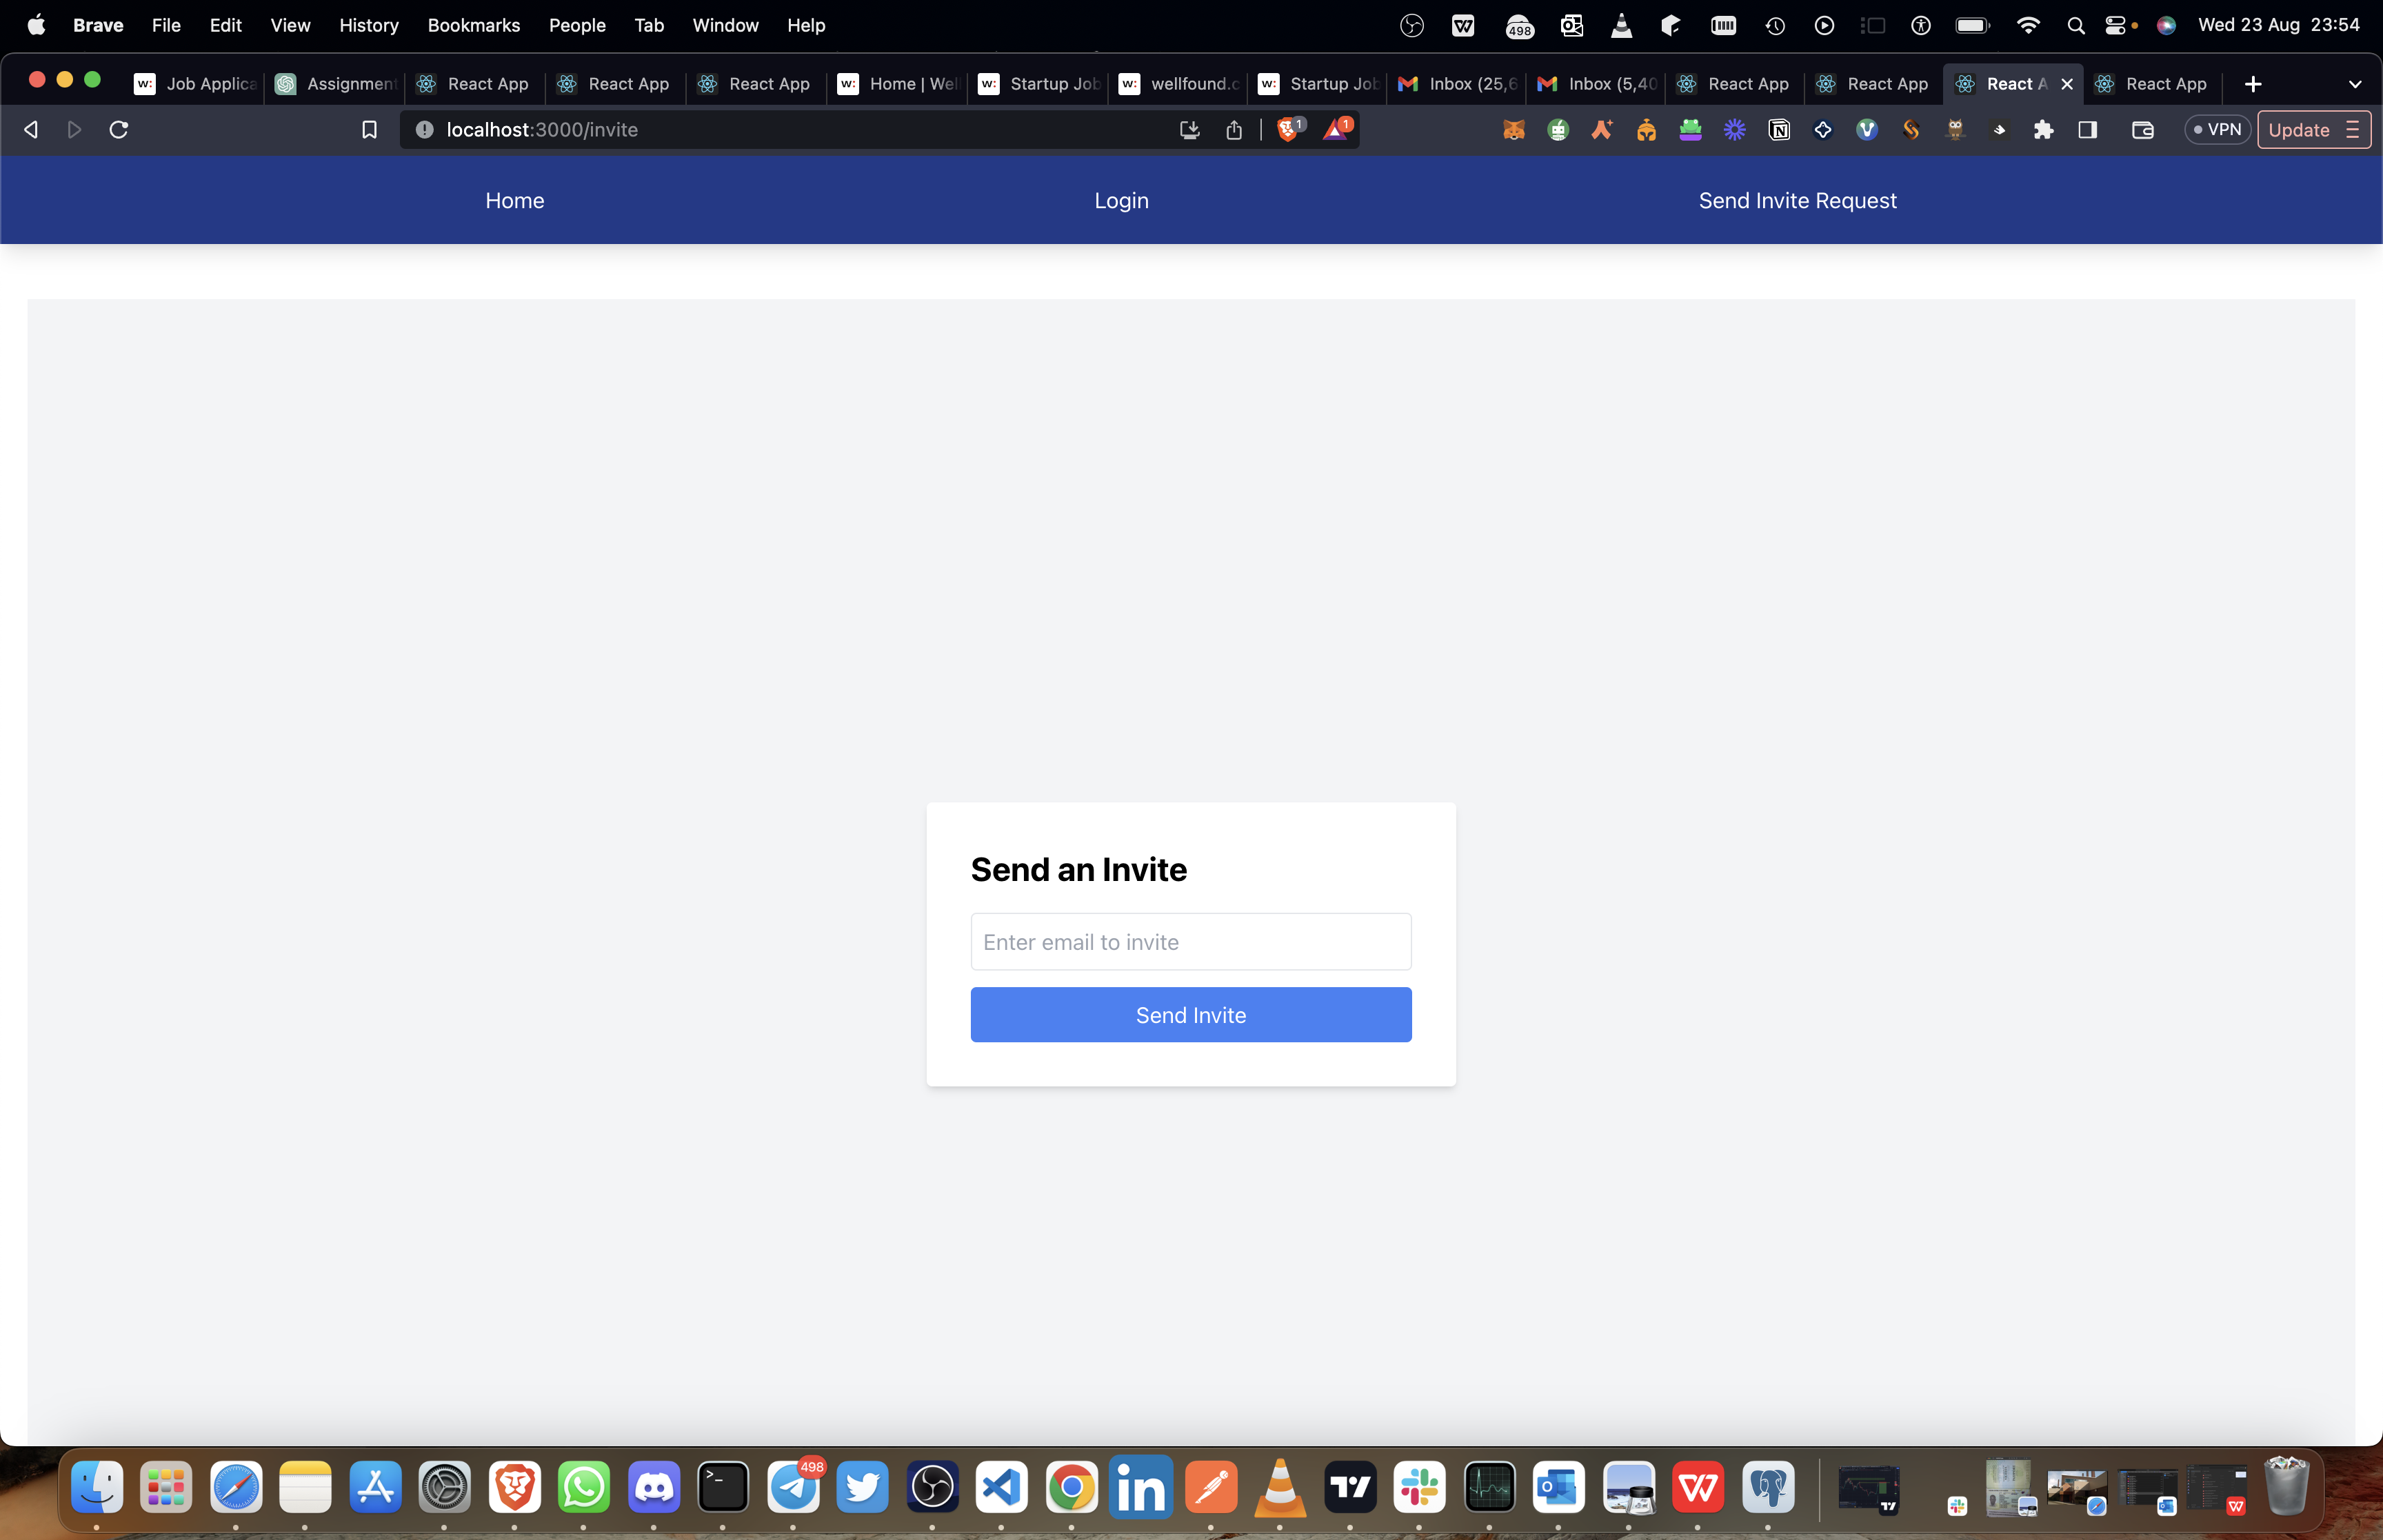 Brave File Edit View History Bookmarks People Tab Window Help 498 Wed 23 Aug 23:54
w: Job Applica Assignment React App React App React App w: Home | Well w: Startup Job w: wellfound.c w: Startup Job Inbox (25,6 Inbox (5,40 React App React App React A React App
localhost:3000/invite 1 1 VPN Update
Home Login Send Invite Request
Send an Invite
Enter email to invite
Send Invite
498